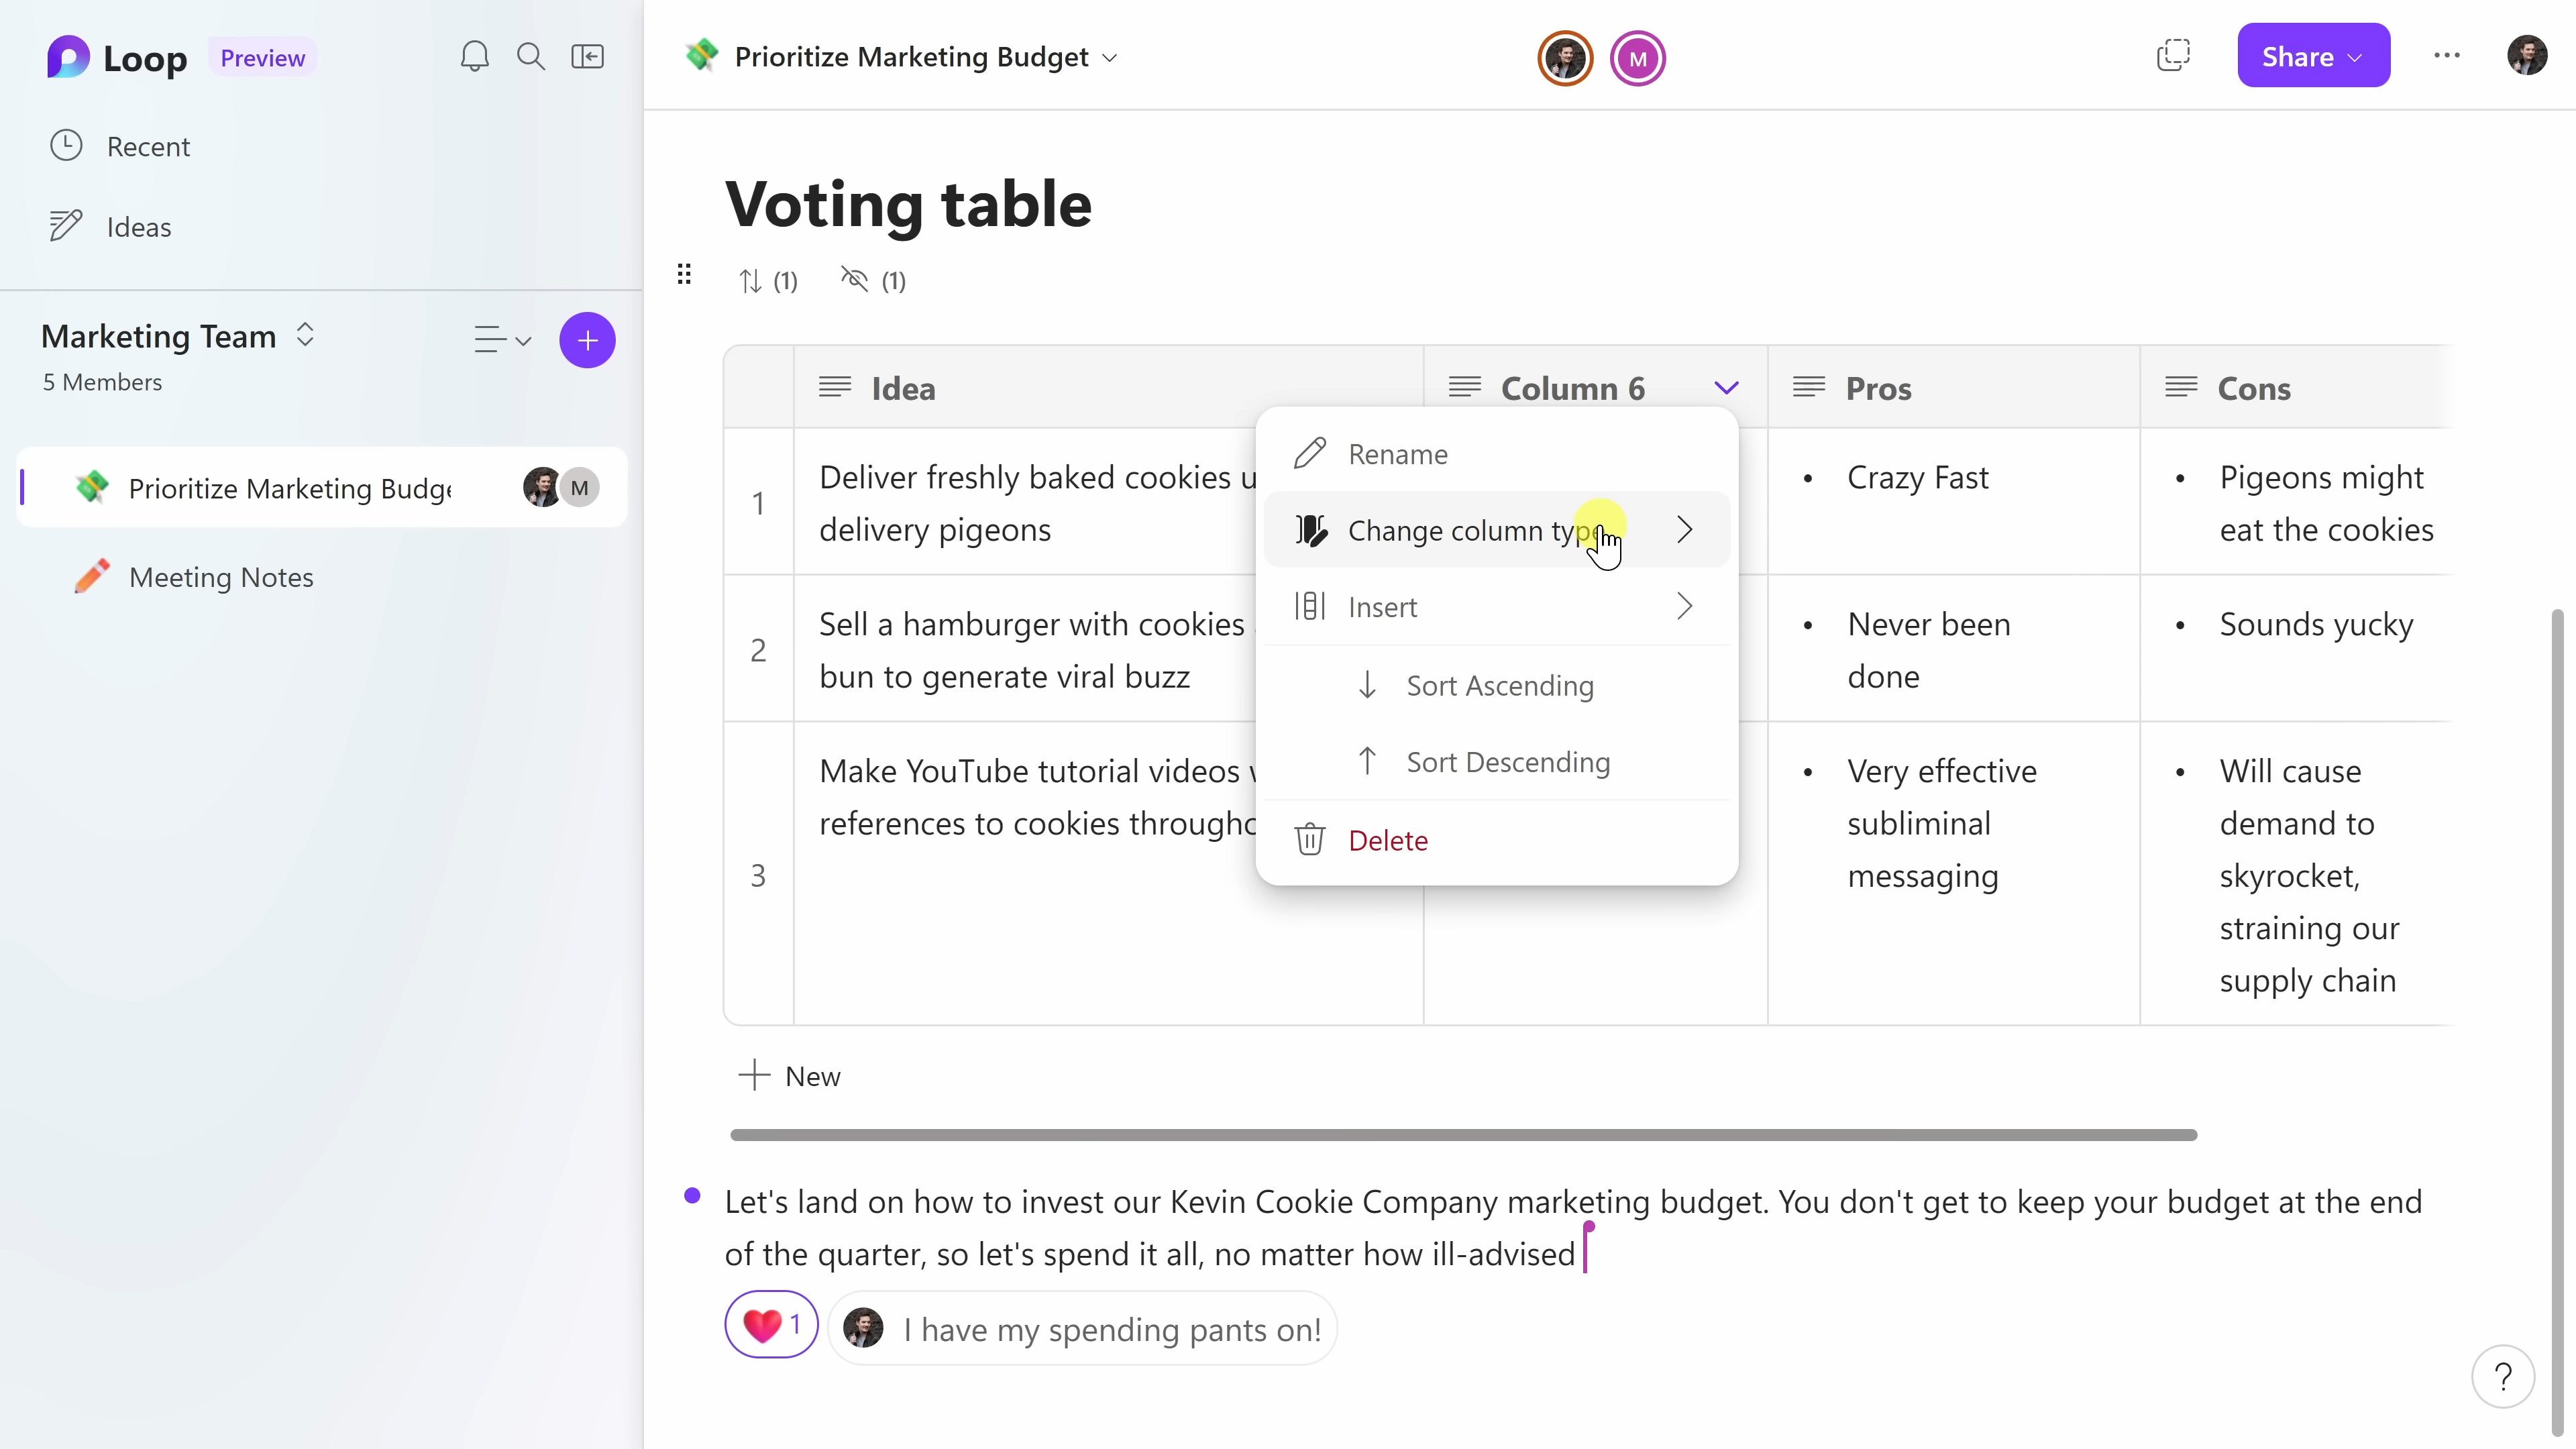 Loop Preview
Recent
Ideas
Marketing Team
5 Members
Prioritize Marketing Budge
M
Meeting Notes
Prioritize Marketing Budget
M
Share
Voting table
(1) (1)
Idea Column 6 Pros Cons
1
Deliver freshly baked cookies u
delivery pigeons
Crazy Fast
Pigeons might
eat the cookies
2
Sell a hamburger with cookies
bun to generate viral buzz
Never been
done
Sounds yucky
3
Make YouTube tutorial videos
references to cookies through
Very effective
subliminal
messaging
Will cause
demand to
skyrocket,
straining our
supply chain
Rename
Change column type
Insert
Sort Ascending
Sort Descending
Delete
New
Let's land on how to invest our Kevin Cookie Company marketing budget. You don't get to keep your budget at the end
of the quarter, so let's spend it all, no matter how ill-advised
1 I have my spending pants on!
?